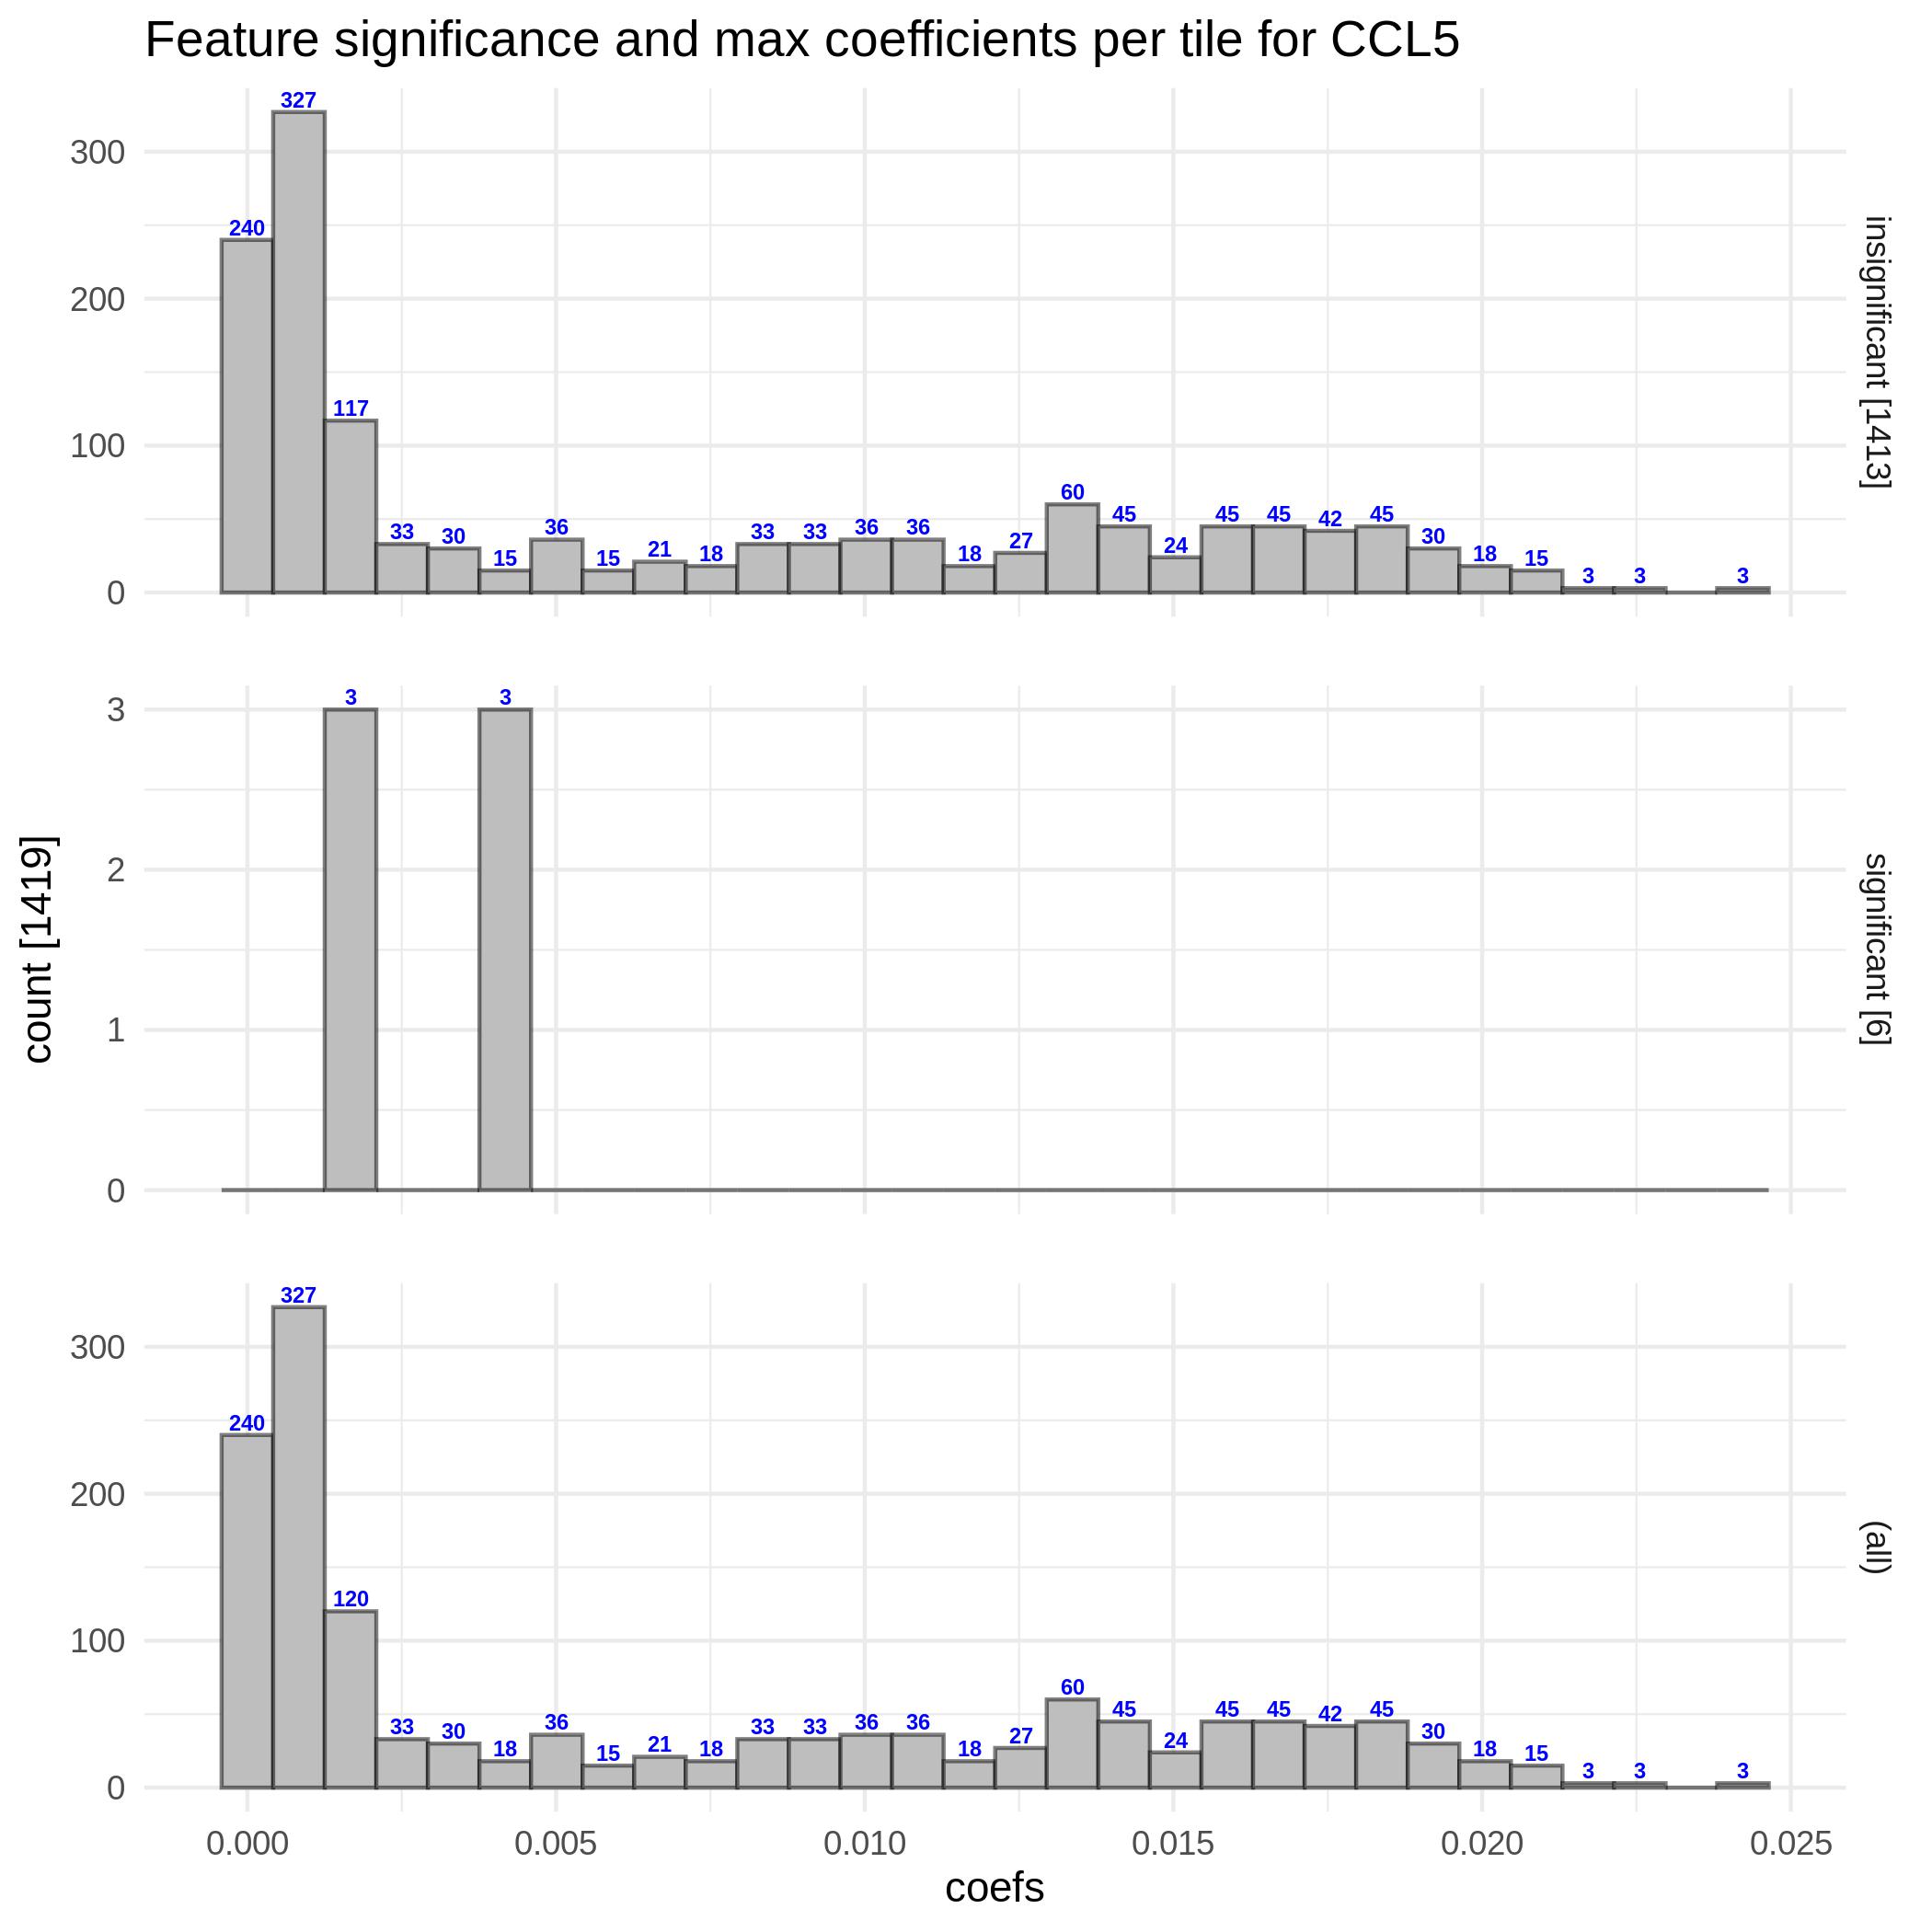 Feature significance and max coefficients per tile for CCL5
327
300
240
200
117
100
33 30 15 36 15 21 18 33 33 36 36 18 27 60 45 24 45 45 42 45 30 18 15 3 3 3
0
insignificant [1413]
3 3
3
2
1
0
significant [6]
count [1419]
327
300
240
200
120
100
33 30 18 36 15 21 18 33 33 36 36 18 27 60 45 24 45 45 42 45 30 18 15 3 3 3
0
(all)
0.000 0.005 0.010 0.015 0.020 0.025
coefs